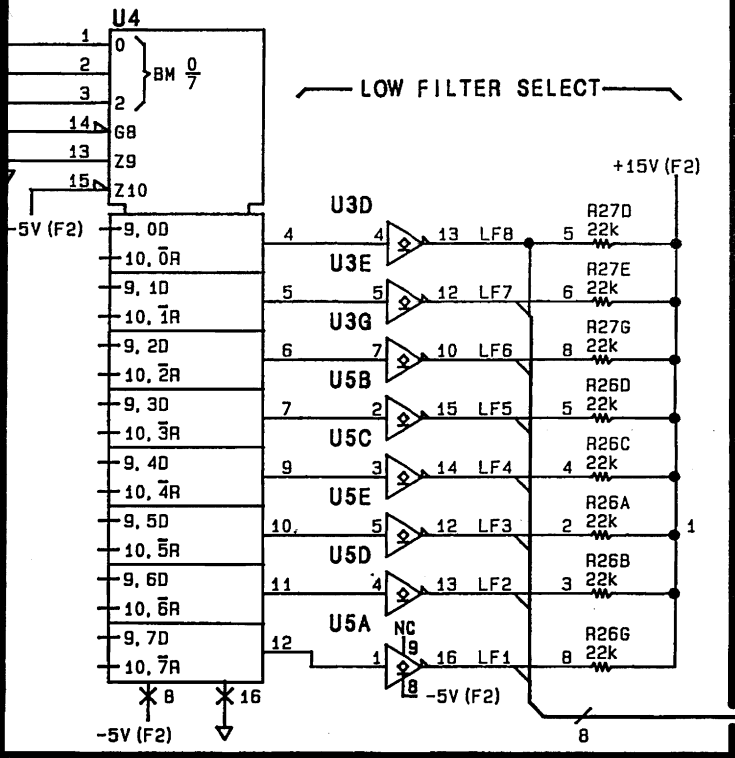 U4
1 0
2 BM 0/7
3 2
14 G8
13 Z9
15 Z10
-5V (F2)
LOW FILTER SELECT
+15V (F2)
9, 0D
10, 0̅R
4 U3D 4 13 LF8 5 R27D 22k
9, 1D
10, 1̅R
5 U3E 5 12 LF7 6 R27E 22k
9, 2D
10, 2̅R
6 U3G 7 10 LF6 8 R27G 22k
9, 3D
10, 3̅R
7 U5B 2 15 LF5 5 R26D 22k
9, 4D
10, 4̅R
9 U5C 3 14 LF4 4 R26C 22k
9, 5D
10, 5̅R
10 U5E 5 12 LF3 2 R26A 22k 1
9, 6D
10, 6̅R
11 U5D 4 13 LF2 3 R26B 22k
9, 7D
10, 7̅R
12 U5A 1 NC 9 16 LF1 8 R26G 22k
8 -5V (F2)
8 16
-5V (F2)
8